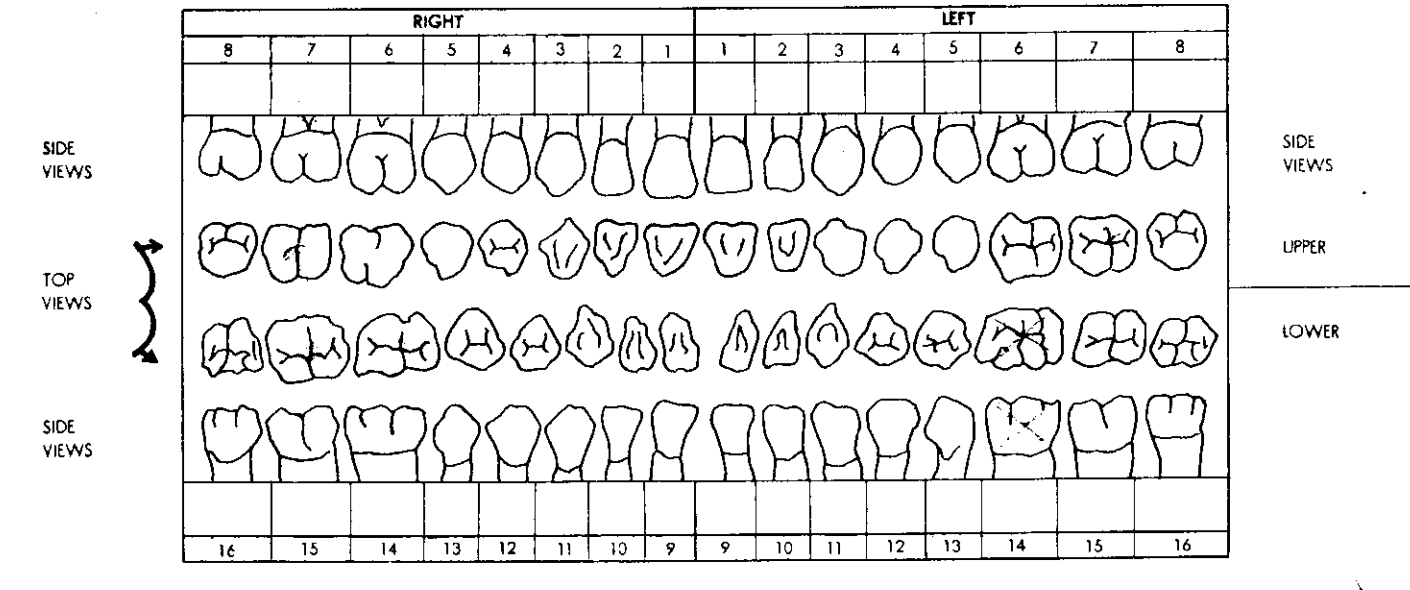 RIGHT LEFT
8 7 6 5 4 3 2 1 1 2 3 4 5 6 7 8
SIDE
VIEWS
SIDE
VIEWS
TOP
VIEWS
UPPER
LOWER
SIDE
VIEWS
16 15 14 13 12 11 10 9 9 10 11 12 13 14 15 16